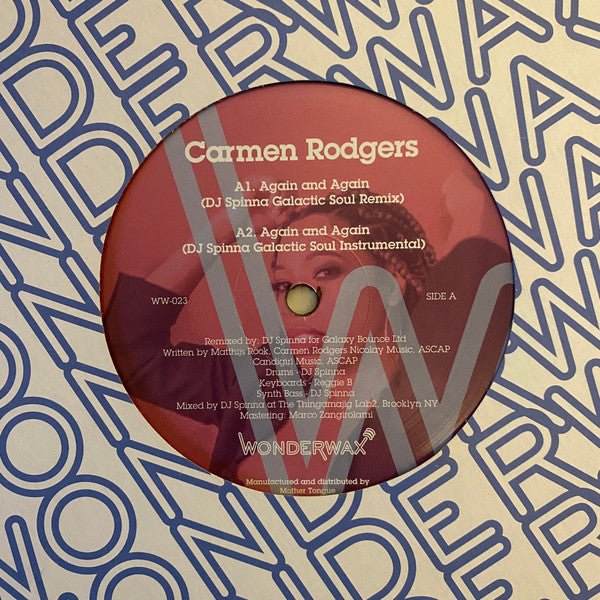 Carmen Rodgers
A1. Again and Again
(DJ Spinna Galactic Soul Remix)
A2. Again and Again
(DJ Spinna Galactic Soul Instrumental)
WW-023
SIDE A
Remixed by: DJ Spinna for Galaxy Bounce Ltd
Written by Matthijs Rook, Carmen Rodgers Nicolay Music, ASCAP
Candigirl Music, ASCAP
Drums - DJ Spinna
Keyboards - Reggie B
Synth Bass - DJ Spinna
Mixed by DJ Spinna at The Thingamajig Lab2, Brooklyn NY
Mastering: Marco Zangirolami
WONDERWAX
Manufactured and distributed by
Mother Tongue